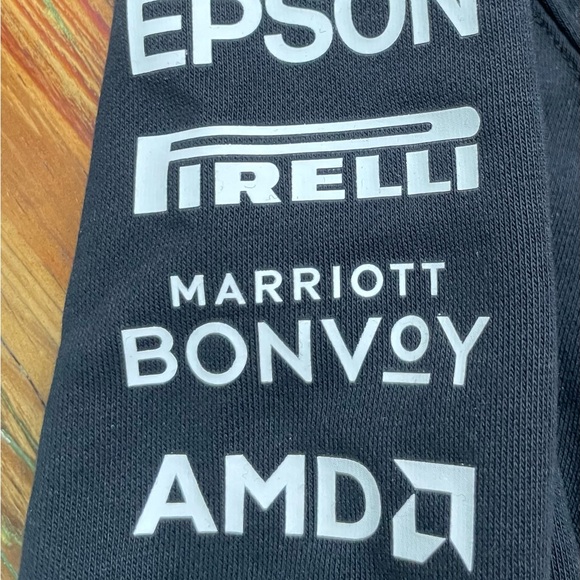 EPSON
PIRELLI
MARRIOTT
BONVOY
AMD